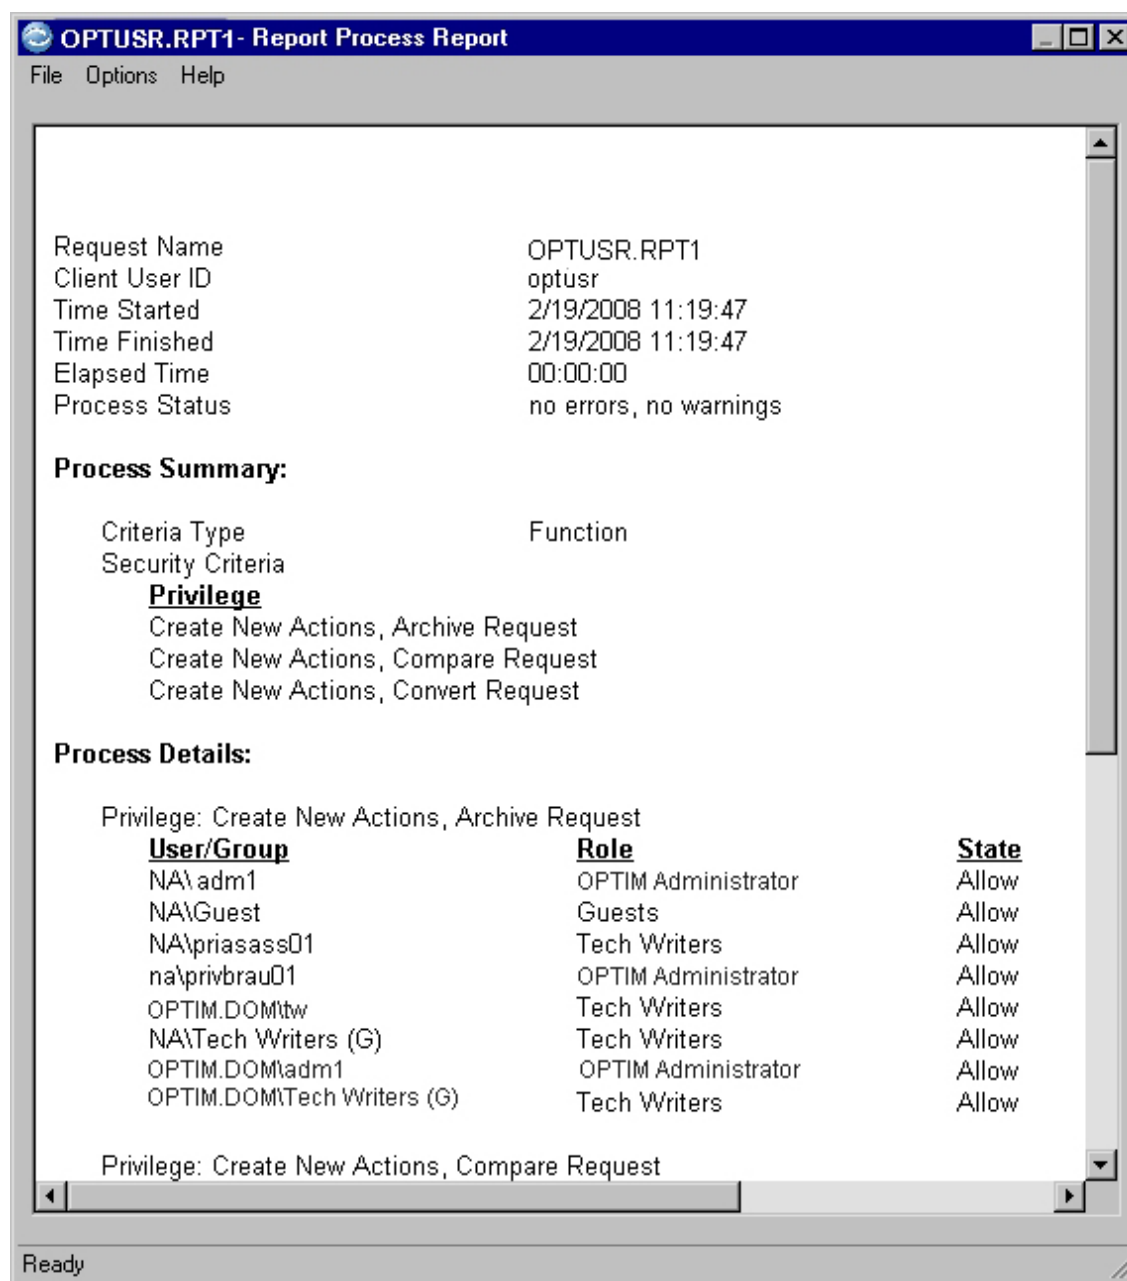 OPTUSR.RPT1- Report Process Report
File Options Help
Request Name OPTUSR.RPT1
Client User ID optusr
Time Started 2/19/2008 11:19:47
Time Finished 2/19/2008 11:19:47
Elapsed Time 00:00:00
Process Status no errors, no warnings
Process Summary:
Criteria Type Function
Security Criteria
Privilege
Create New Actions, Archive Request
Create New Actions, Compare Request
Create New Actions, Convert Request
Process Details:
Privilege: Create New Actions, Archive Request
User/Group Role State
NA\adm1 OPTIM Administrator Allow
NA\Guest Guests Allow
NA\priasass01 Tech Writers Allow
na\privbrau01 OPTIM Administrator Allow
OPTIM.DOM\tw Tech Writers Allow
NA\Tech Writers (G) Tech Writers Allow
OPTIM.DOM\adm1 OPTIM Administrator Allow
OPTIM.DOM\Tech Writers (G) Tech Writers Allow
Privilege: Create New Actions, Compare Request
Ready